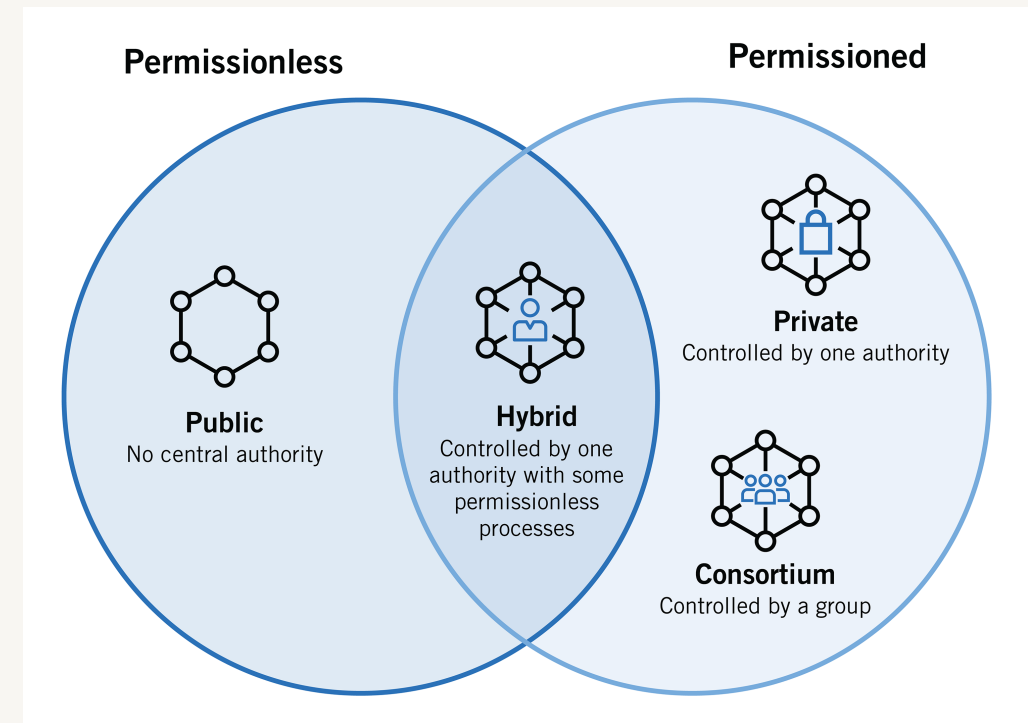 Permissionless
Permissioned
Public
No central authority
Hybrid
Controlled by one
authority with some
permissionless
processes
Private
Controlled by one authority
Consortium
Controlled by a group